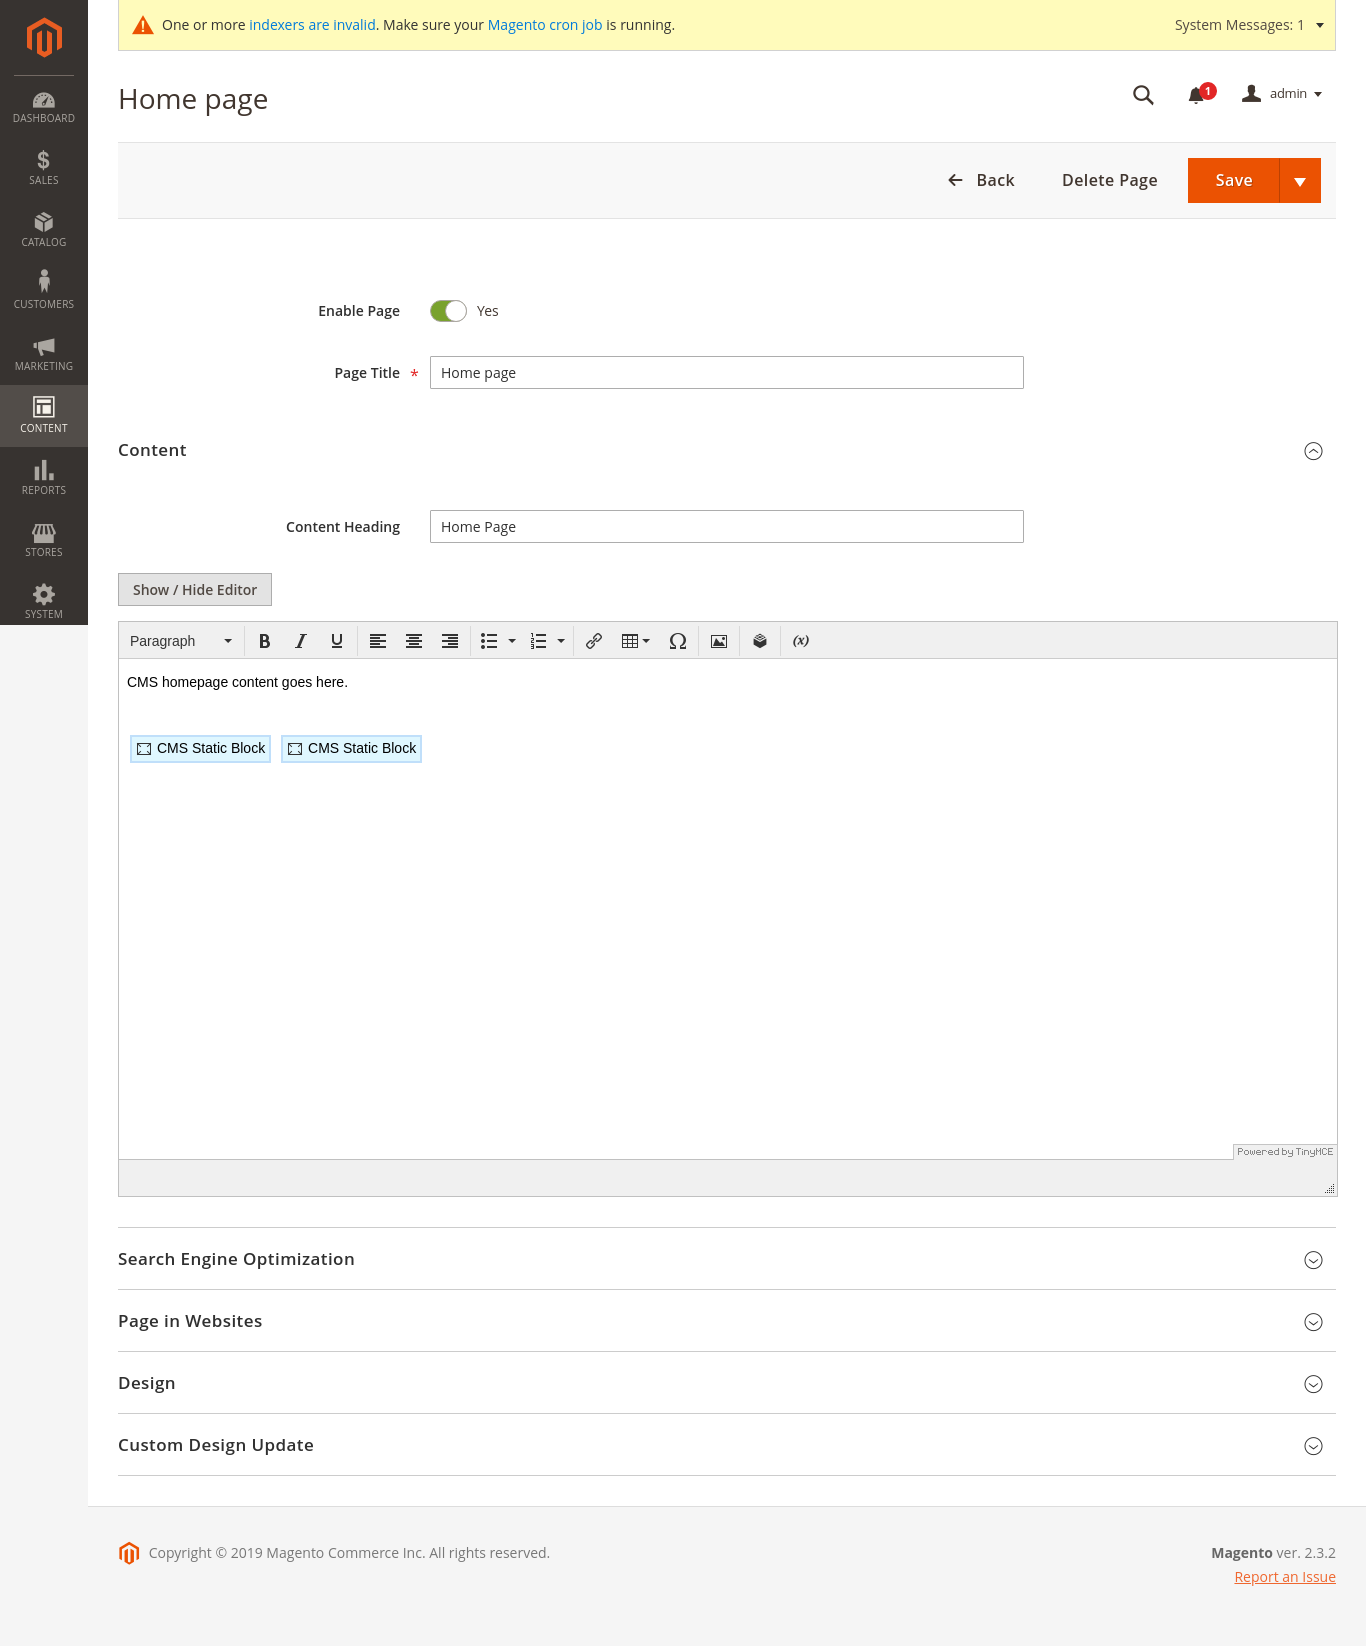 One or more indexers are invalid. Make sure your Magento cron job is running.
System Messages: 1
Home page
1
admin
DASHBOARD
SALES
CATALOG
CUSTOMERS
MARKETING
CONTENT
REPORTS
STORES
SYSTEM
Back
Delete Page
Save
Enable Page
Yes
Page Title *
Home page
Content
Content Heading
Home Page
Show / Hide Editor
Paragraph
B I U
Ω
(x)
CMS homepage content goes here.
CMS Static Block
CMS Static Block
Powered by TinyMCE
Search Engine Optimization
Page in Websites
Design
Custom Design Update
Copyright © 2019 Magento Commerce Inc. All rights reserved.
Magento ver. 2.3.2
Report an Issue